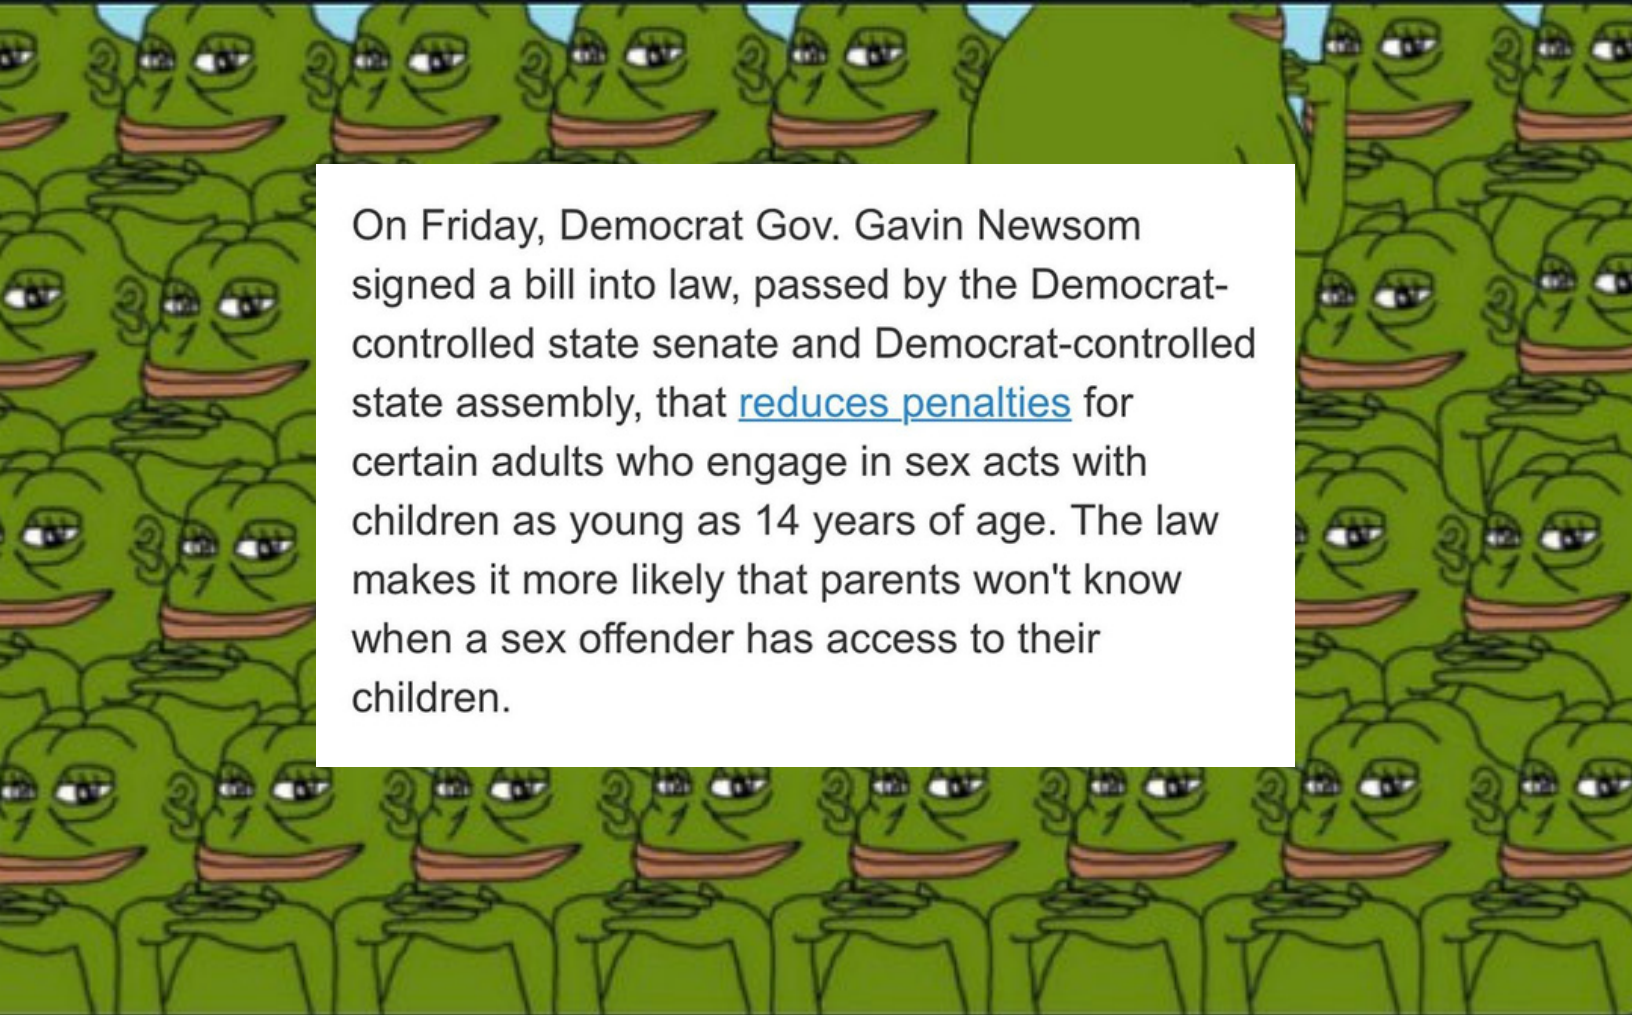 On Friday, Democrat Gov. Gavin Newsom
signed a bill into law, passed by the Democrat-
controlled state senate and Democrat-controlled
state assembly, that reduces penalties for
certain adults who engage in sex acts with
children as young as 14 years of age. The law
makes it more likely that parents won't know
when a sex offender has access to their
children.